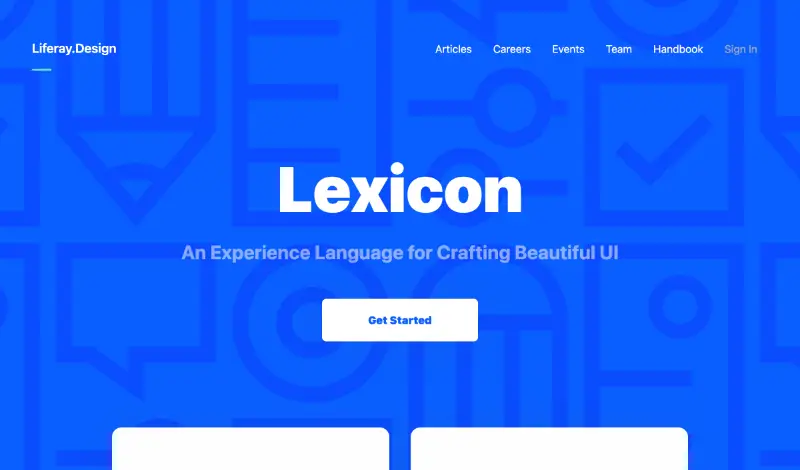 Liferay.Design
Articles
Careers
Events
Team
Handbook
Sign In
Lexicon
An Experience Language for Crafting Beautiful UI
Get Started